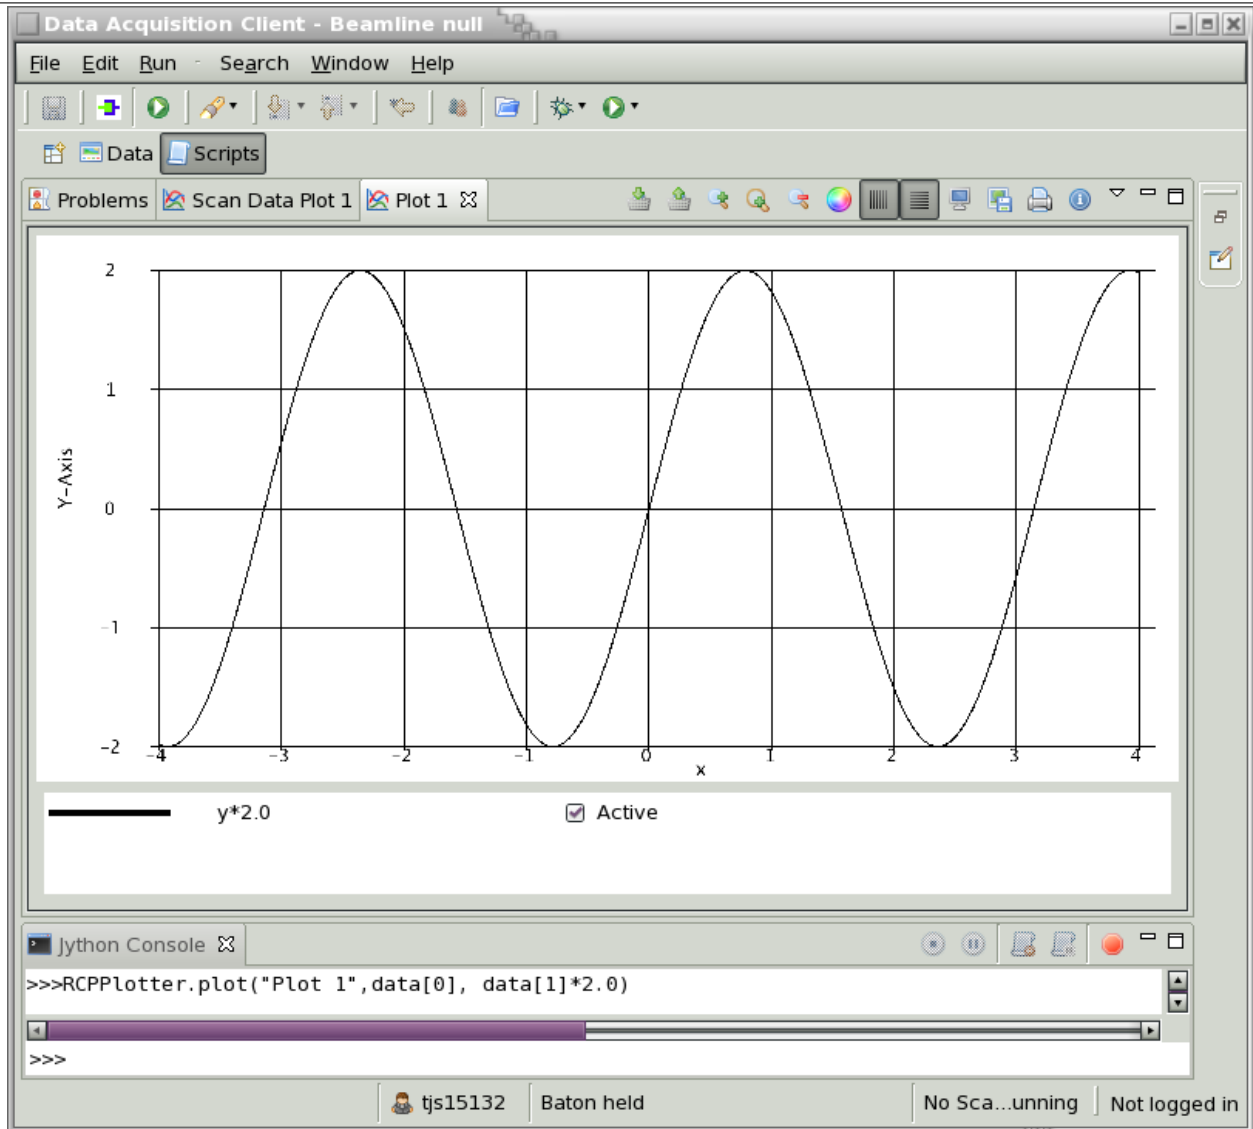 Data Acquisition Client - Beamline null
File Edit Run Search Window Help
Data Scripts
Problems Scan Data Plot 1 Plot 1
2
1
0
-1
-2
Y-Axis
-4 -3 -2 -1 0 1 2 3 4
x
y*2.0 Active
Jython Console
>>>RCPPlotter.plot("Plot 1",data[0], data[1]*2.0)
>>>
tjs15132 Baton held No Sca...unning Not logged in